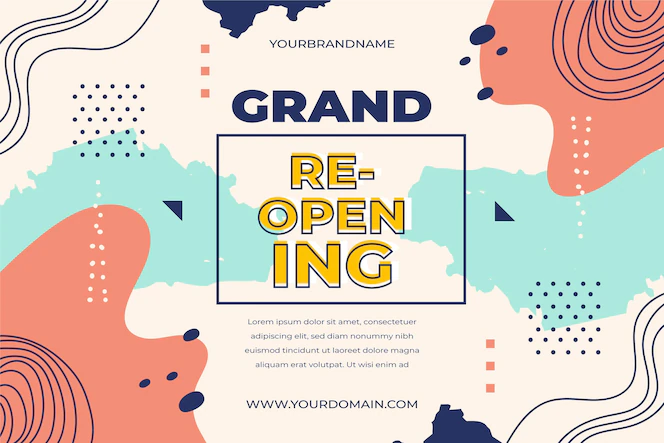 YOURBRANDNAME
GRAND
RE-
OPEN
ING
Lorem ipsum dolor sit amet, consectetuer
adipiscing elit, sed diam nonummy nibh
euismod tincidunt ut laoreet dolore magna
aliquam erat volutpat. Ut wisi enim ad
WWW.YOURDOMAIN.COM